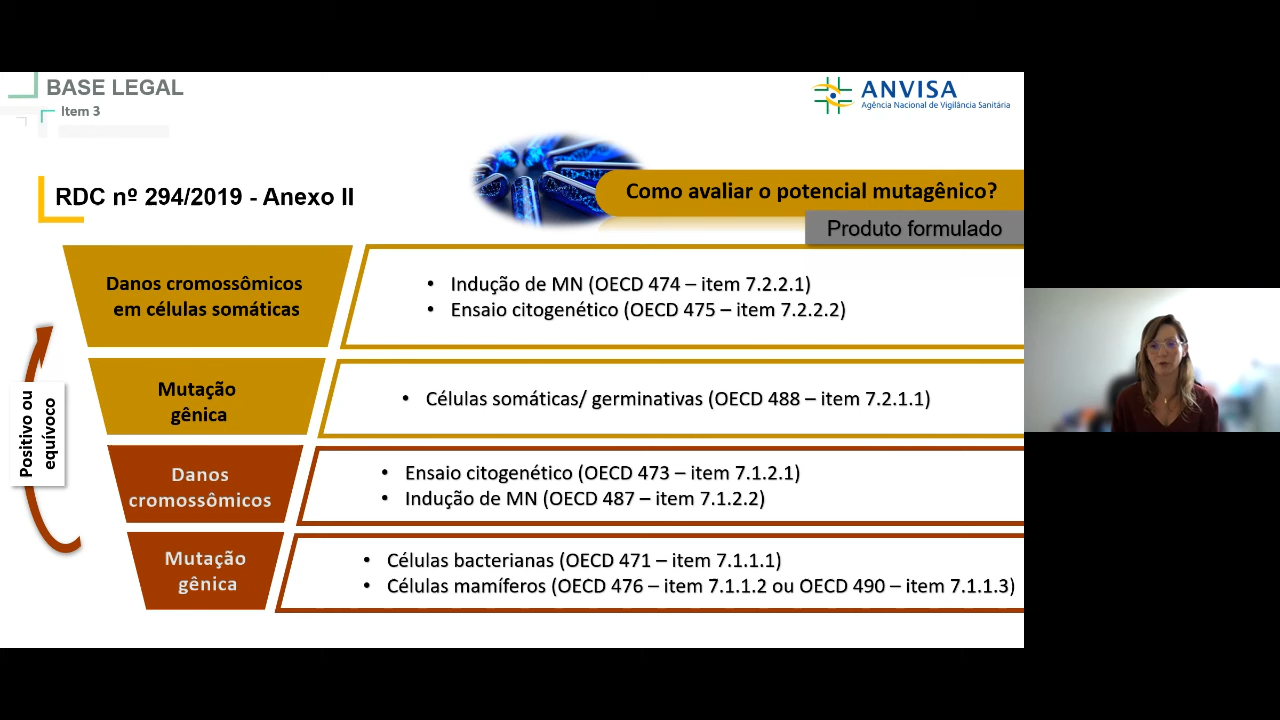 BASE LEGAL
Item 3
ANVISA
Agência Nacional de Vigilância Sanitária
RDC nº 294/2019 - Anexo II
Como avaliar o potencial mutagênico?
Produto formulado
Danos cromossômicos
em células somáticas
• Indução de MN (OECD 474 – item 7.2.2.1)
• Ensaio citogenético (OECD 475 – item 7.2.2.2)
Mutação
gênica
• Células somáticas/ germinativas (OECD 488 – item 7.2.1.1)
Positivo ou
equívoco
Danos
cromossômicos
• Ensaio citogenético (OECD 473 – item 7.1.2.1)
• Indução de MN (OECD 487 – item 7.1.2.2)
Mutação
gênica
• Células bacterianas (OECD 471 – item 7.1.1.1)
• Células mamíferos (OECD 476 – item 7.1.1.2 ou OECD 490 – item 7.1.1.3)